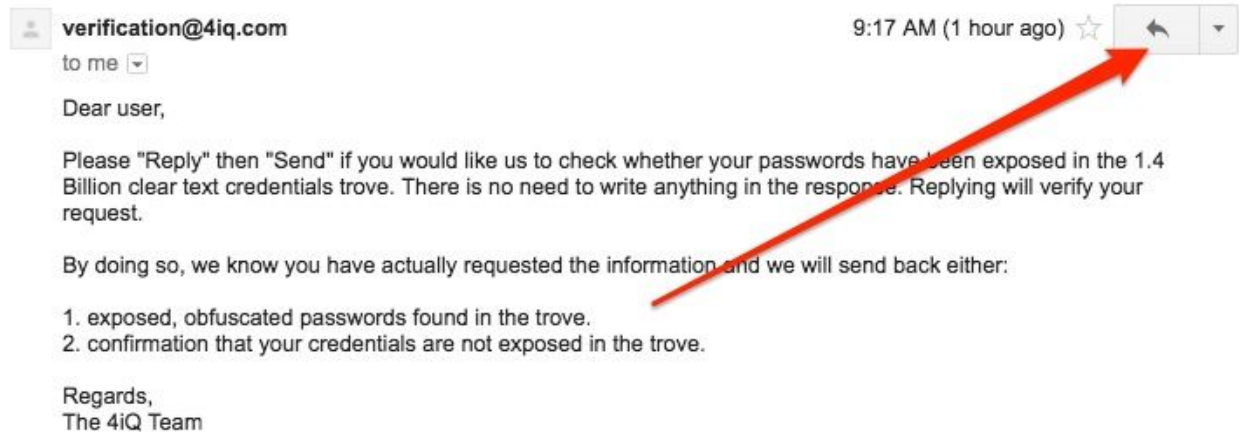 verification@4iq.com 9:17 AM (1 hour ago)
to me
Dear user,
Please "Reply" then "Send" if you would like us to check whether your passwords have been exposed in the 1.4
Billion clear text credentials trove. There is no need to write anything in the response. Replying will verify your
request.
By doing so, we know you have actually requested the information and we will send back either:
1. exposed, obfuscated passwords found in the trove.
2. confirmation that your credentials are not exposed in the trove.
Regards,
The 4iQ Team